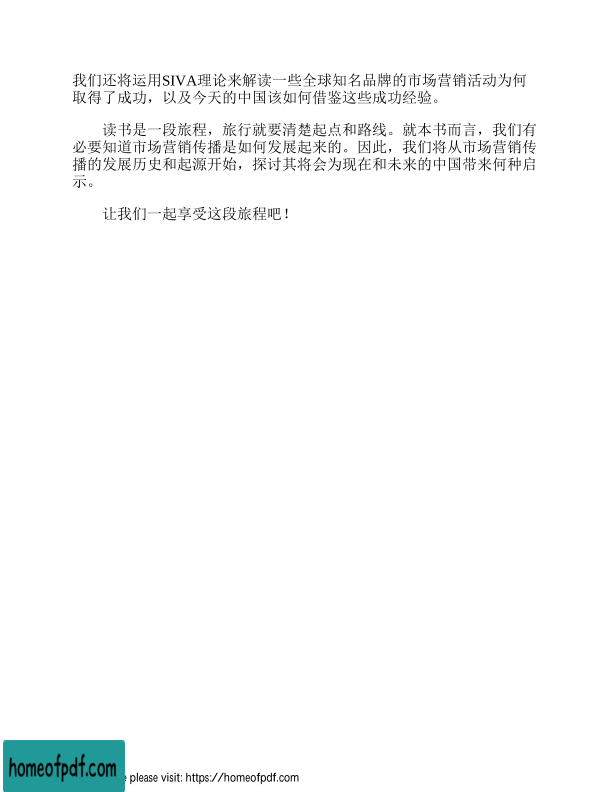 我们还将运用SIVA理论来解读一些全球知名品牌的市场营销活动为何
取得了成功，以及今天的中国该如何借鉴这些成功经验。
读书是一段旅程，旅行就要清楚起点和路线。就本书而言，我们有
必要知道市场营销传播是如何发展起来的。因此，我们将从市场营销传
播的发展历史和起源开始，探讨其将会为现在和未来的中国带来何种启
示。
让我们一起享受这段旅程吧！
homeofpdf.com
please visit: https://homeofpdf.com